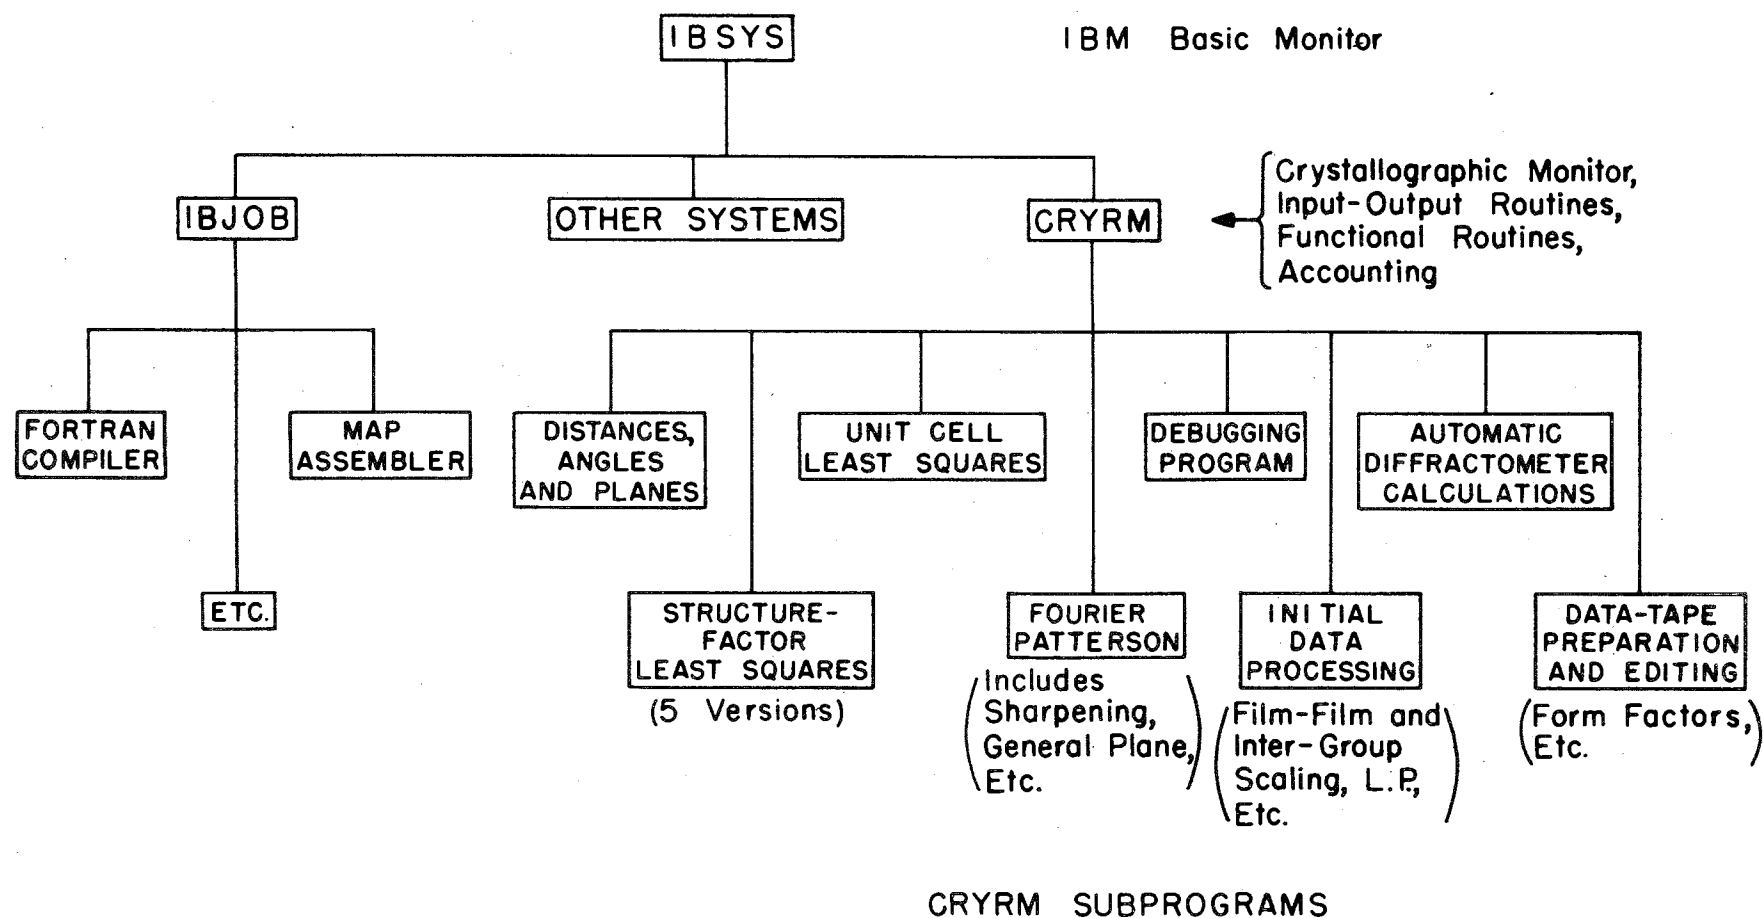 IBSYS
IBM Basic Monitor
IBJOB
OTHER SYSTEMS
CRYRM
Crystallographic Monitor,
Input-Output Routines,
Functional Routines,
Accounting
FORTRAN
COMPILER
MAP
ASSEMBLER
DISTANCES,
ANGLES
AND PLANES
UNIT CELL
LEAST SQUARES
DEBUGGING
PROGRAM
AUTOMATIC
DIFFRACTOMETER
CALCULATIONS
ETC.
STRUCTURE-
FACTOR
LEAST SQUARES
(5 Versions)
FOURIER
PATTERSON
(Includes
Sharpening,
General Plane,
Etc.)
INITIAL
DATA
PROCESSING
(Film-Film and
Inter-Group
Scaling, L.P.,
Etc.)
DATA-TAPE
PREPARATION
AND EDITING
(Form Factors,
Etc.)
CRYRM SUBPROGRAMS